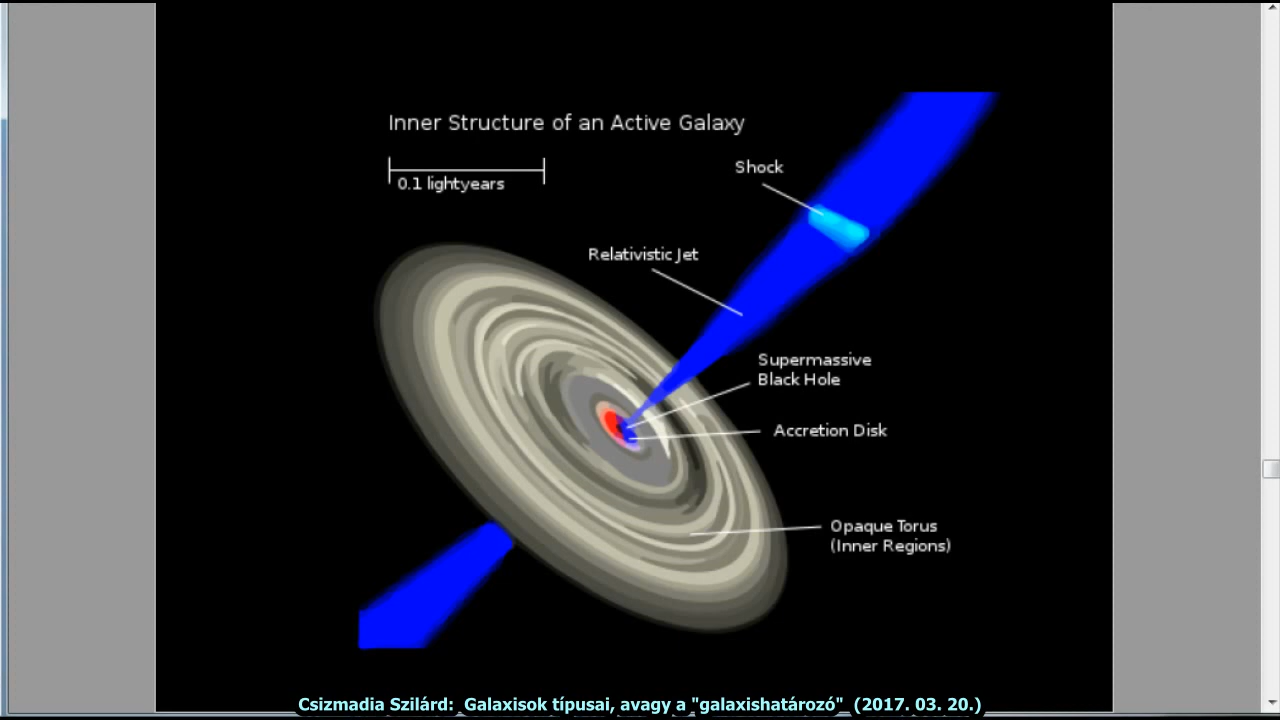 Inner Structure of an Active Galaxy
0.1 lightyears
Shock
Relativistic Jet
Supermassive
Black Hole
Accretion Disk
Opaque Torus
(Inner Regions)
Csizmadia Szilárd:  Galaxisok típusai, avagy a "galaxishatározó"  (2017. 03. 20.)